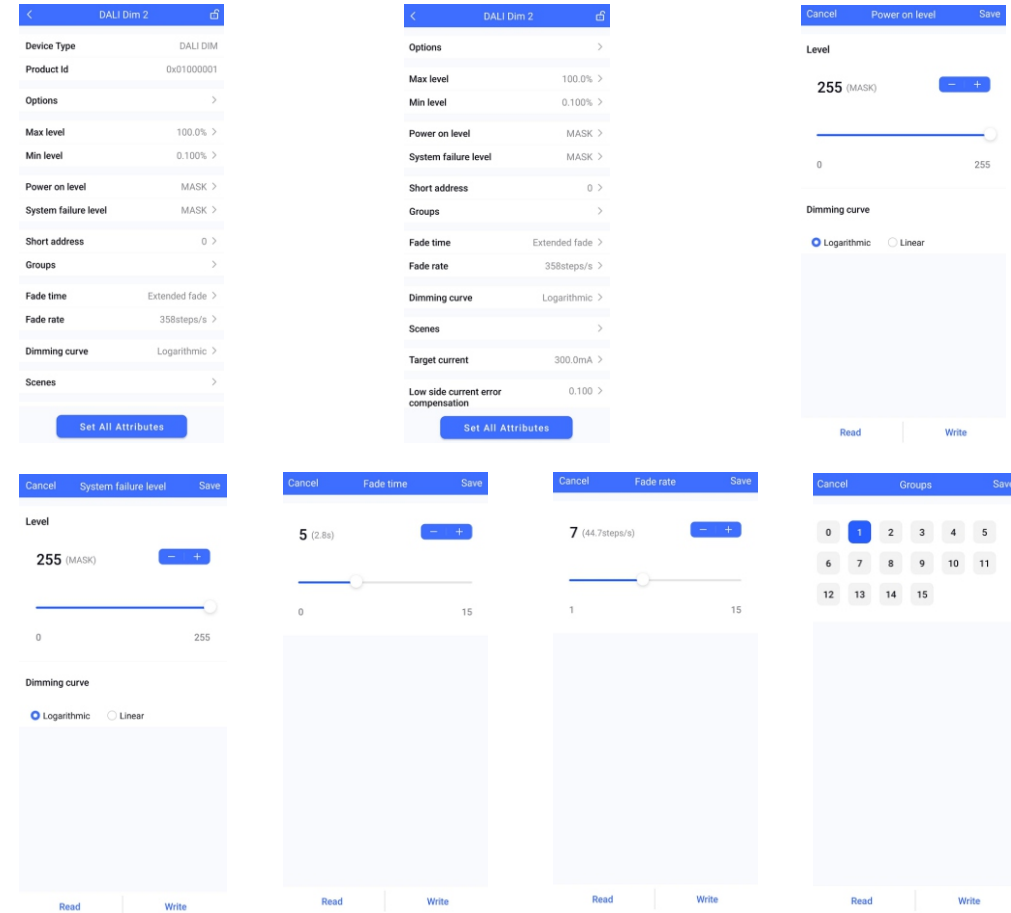 DALI Dim 2
Device Type DALI DIM
Product Id 0x01000001
Options
Max level 100.0%
Min level 0.100%
Power on level MASK
System failure level MASK
Short address 0
Groups
Fade time Extended fade
Fade rate 358steps/s
Dimming curve Logarithmic
Scenes
Set All Attributes
DALI Dim 2
Options
Max level 100.0%
Min level 0.100%
Power on level MASK
System failure level MASK
Short address 0
Groups
Fade time Extended fade
Fade rate 358steps/s
Dimming curve Logarithmic
Scenes
Target current 300.0mA
Low side current error 0.100
compensation
Set All Attributes
Cancel Power on level Save
Level
255 (MASK) − +
0 255
Dimming curve
Logarithmic Linear
Read Write
Cancel System failure level Save
Level
255 (MASK) − +
0 255
Dimming curve
Logarithmic Linear
Read Write
Cancel Fade time Save
5 (2.8s) − +
0 15
Read Write
Cancel Fade rate Save
7 (44.7steps/s) − +
1 15
Read Write
Cancel Groups Save
0 1 2 3 4 5
6 7 8 9 10 11
12 13 14 15
Read Write